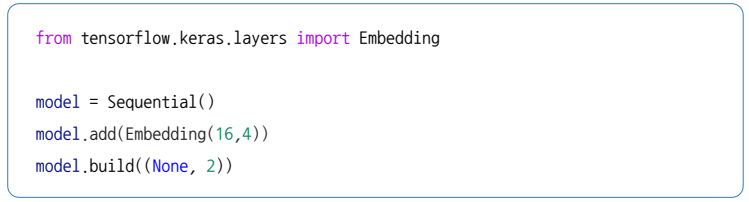 from tensorflow.keras.layers import Embedding
model = Sequential()
model.add(Embedding(16,4))
model.build((None, 2))